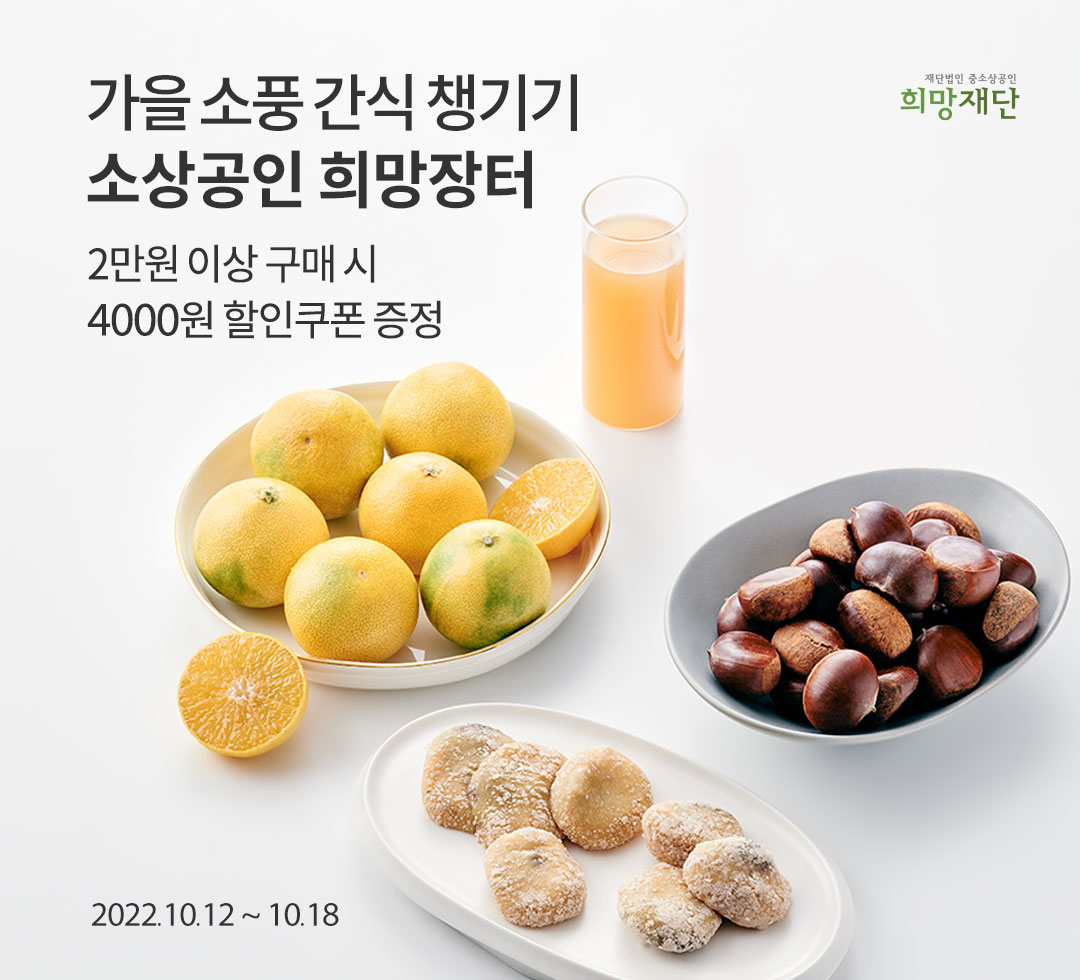 가을 소풍 간식 챙기기
소상공인 희망장터
2만원 이상 구매 시
4000원 할인쿠폰 증정
재단법인 중소상공인
희망재단
2022.10.12 ~ 10.18